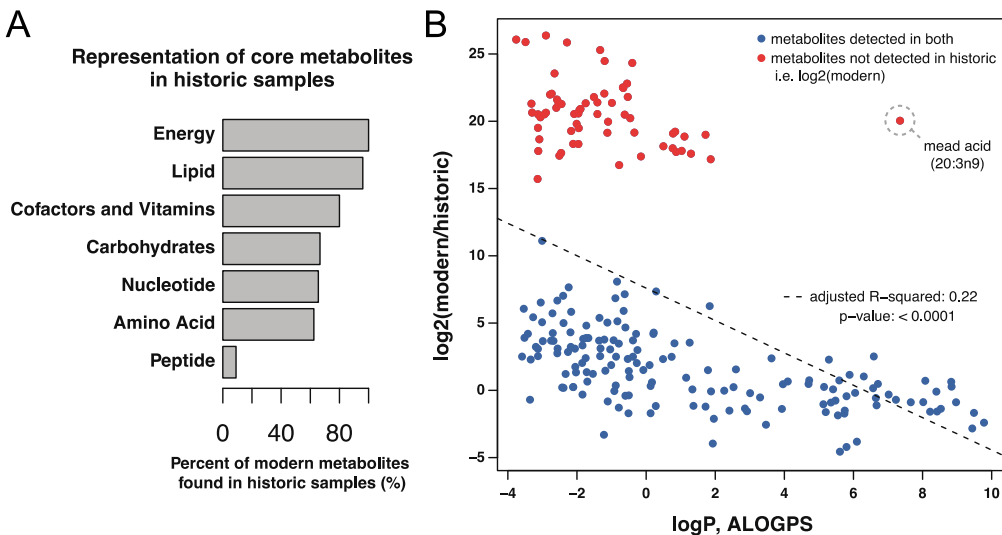 A
Representation of core metabolites
in historic samples
Energy
Lipid
Cofactors and Vitamins
Carbohydrates
Nucleotide
Amino Acid
Peptide
0 20 80
Percent of modern metabolites
found in historic samples (%)
B
log2(modern/historic)
25
20
15
10
5
0
−5
metabolites detected in both
metabolites not detected in historic
i.e. log2(modern)
mead acid
(20:3n9)
adjusted R−squared: 0.22
p−value: < 0.0001
−4 −2 0 2 4 6 8 10
logP, ALOGPS